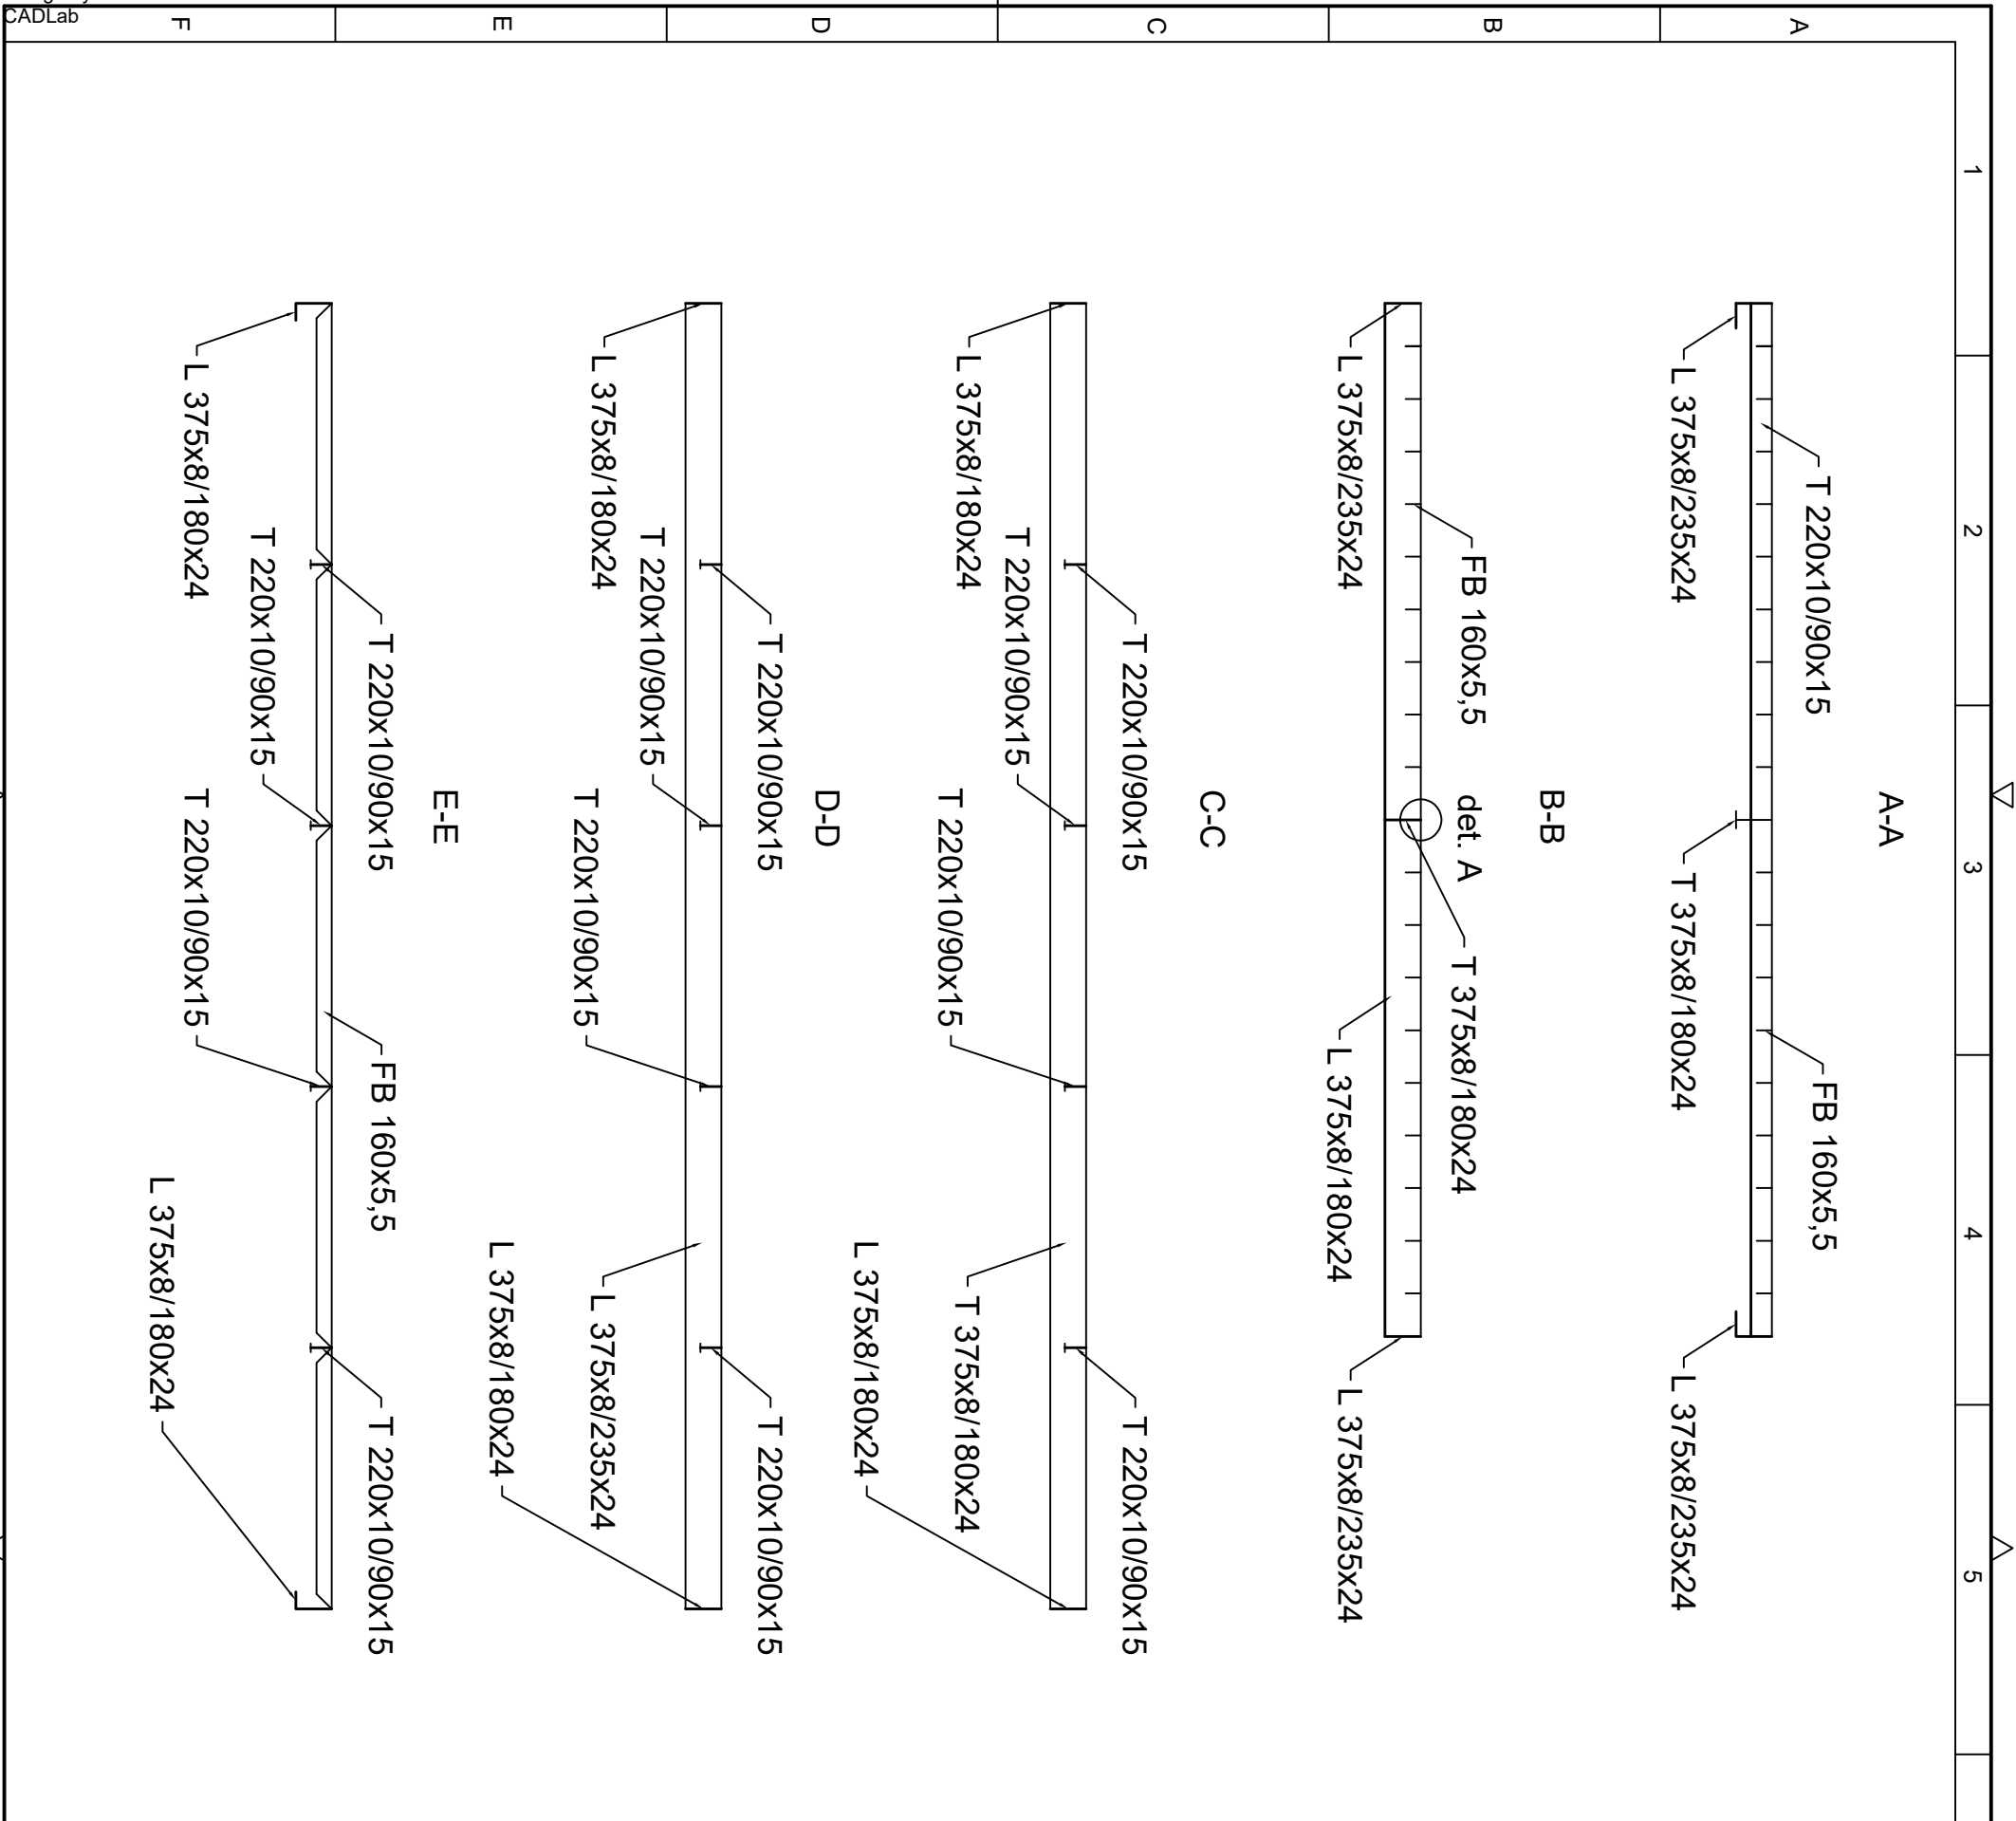 CADLab
1
2
3
4
5
A
B
C
D
E
F
A-A
T 220x10/90x15
FB 160x5,5
L 375x8/235x24
T 375x8/180x24
L 375x8/235x24
B-B
FB 160x5,5
det. A
T 375x8/180x24
L 375x8/235x24
L 375x8/180x24
L 375x8/235x24
C-C
T 220x10/90x15
T 220x10/90x15
T 220x10/90x15
L 375x8/180x24
T 375x8/180x24
T 220x10/90x15
L 375x8/180x24
D-D
T 220x10/90x15
T 220x10/90x15
T 220x10/90x15
L 375x8/180x24
L 375x8/235x24
T 220x10/90x15
L 375x8/180x24
E-E
T 220x10/90x15
FB 160x5,5
T 220x10/90x15
T 220x10/90x15
L 375x8/180x24
T 220x10/90x15
L 375x8/180x24